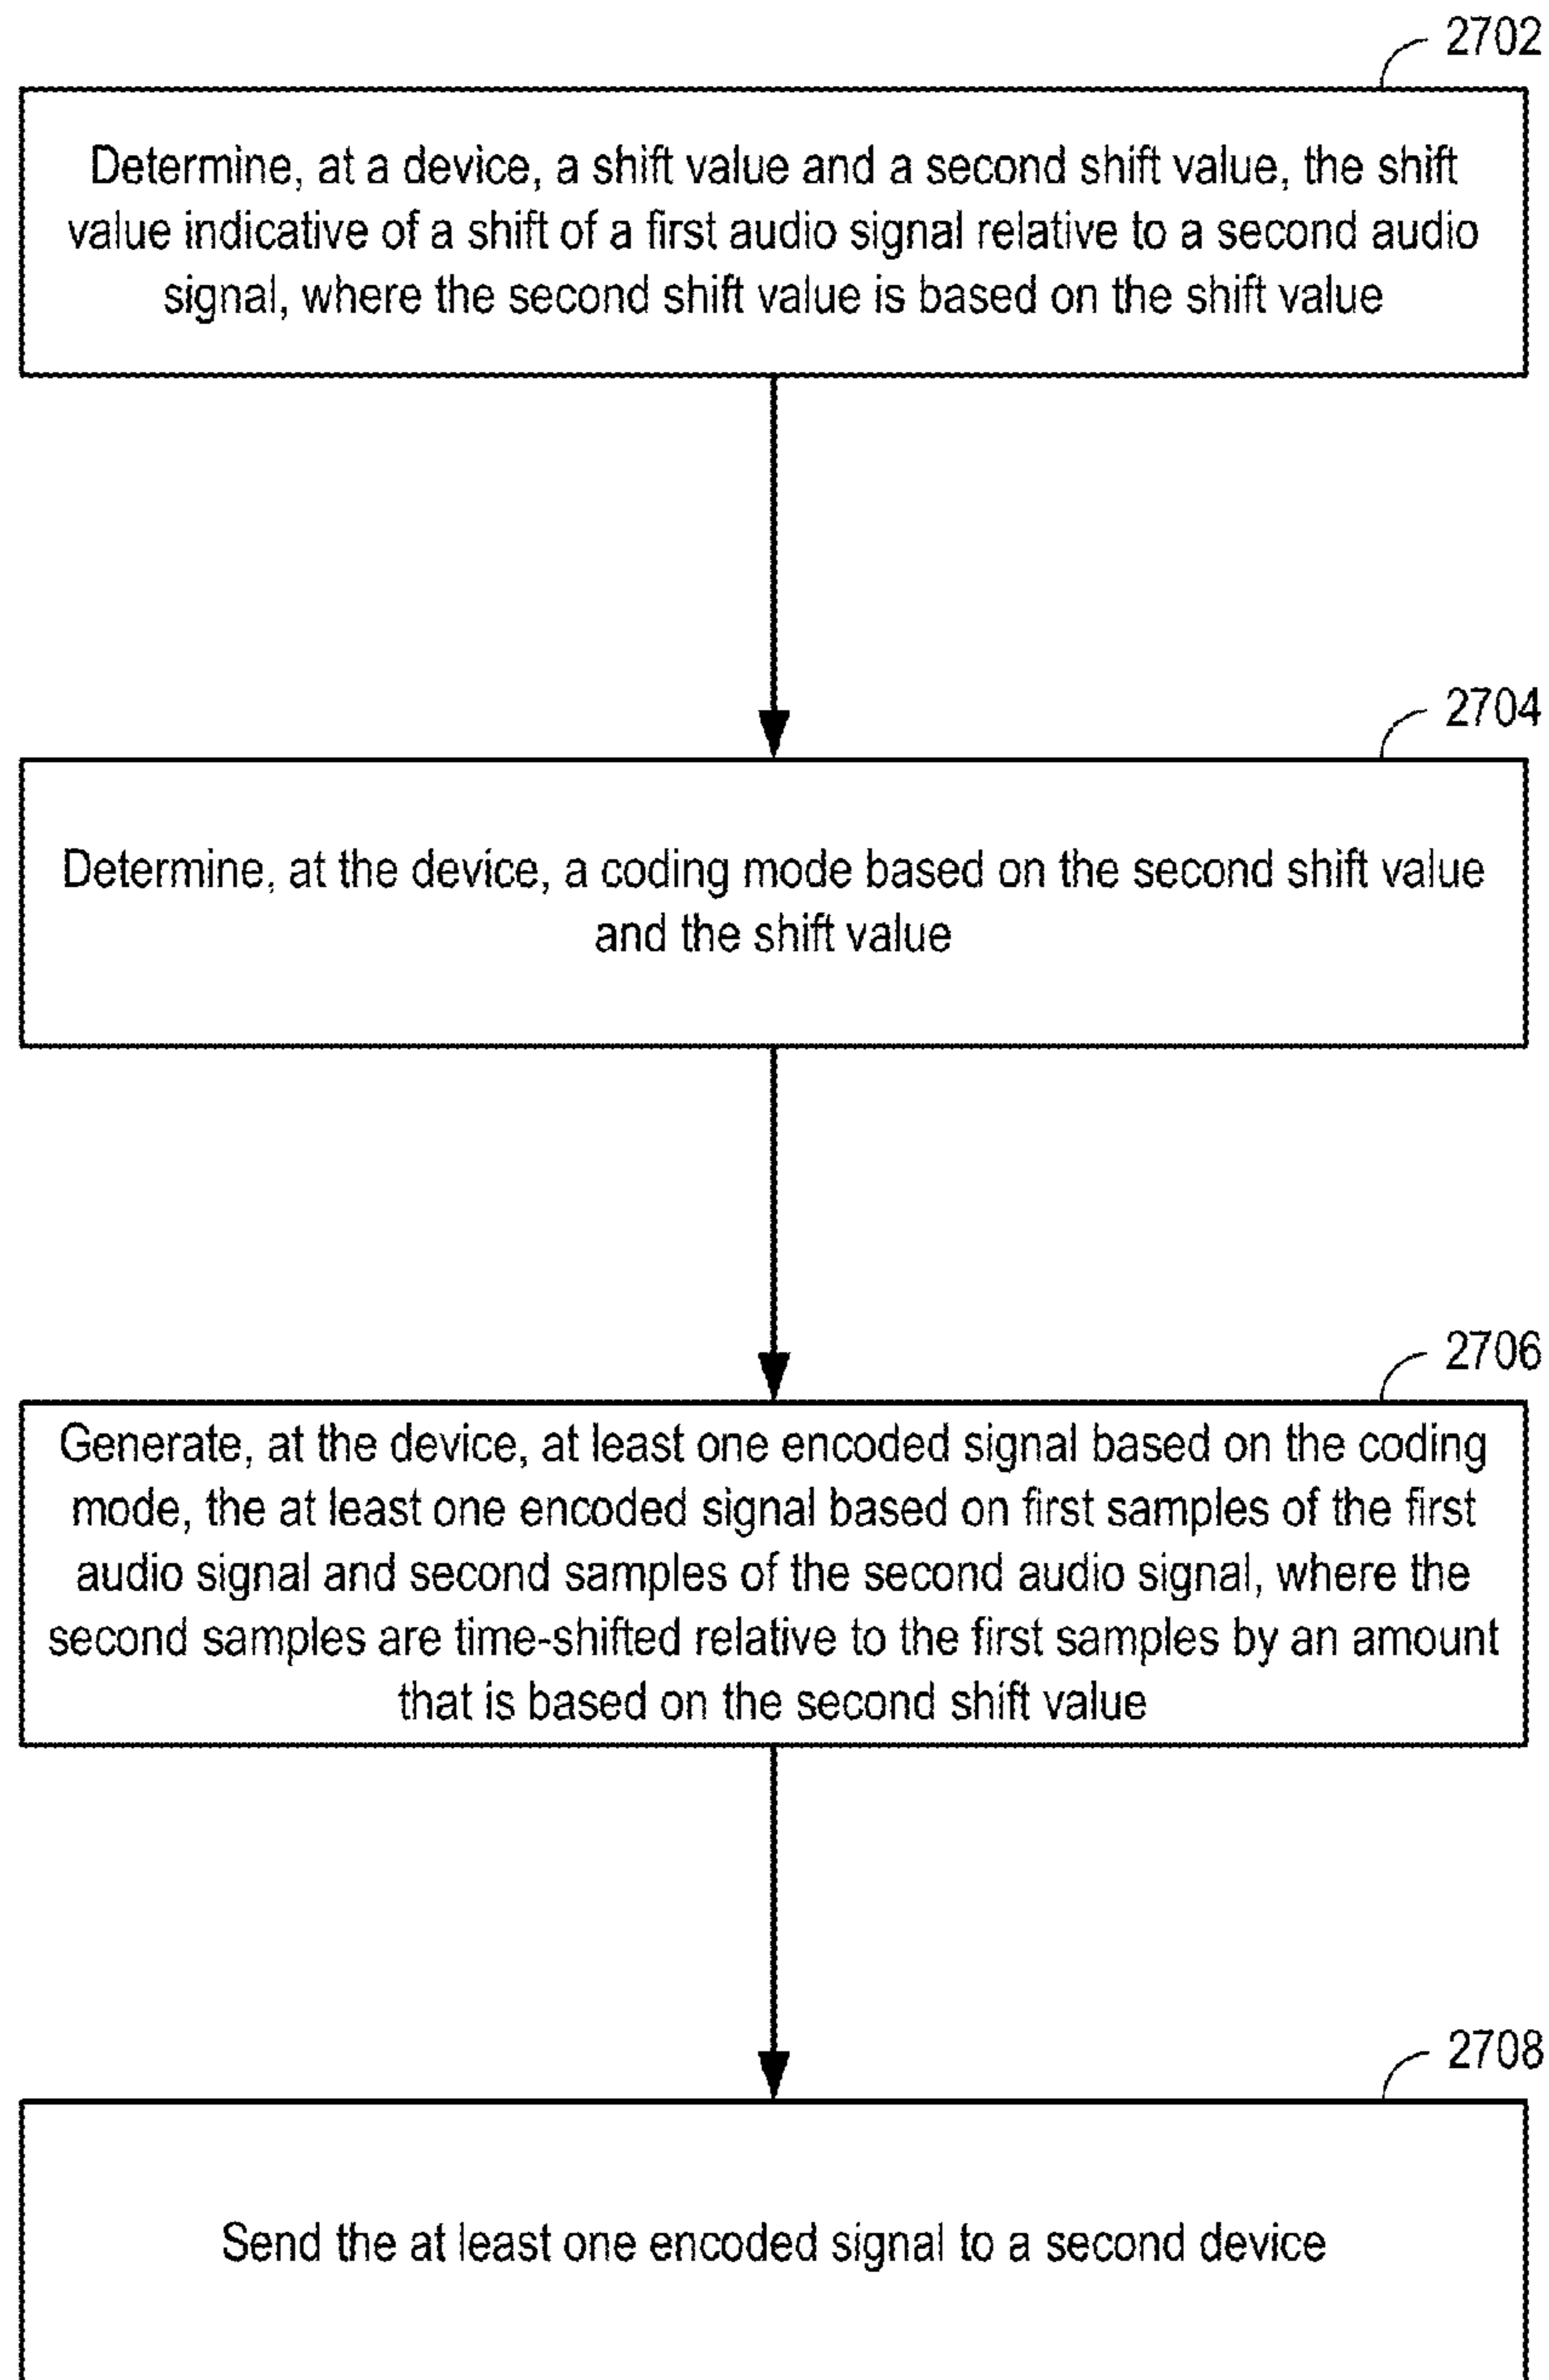 2702
Determine, at a device, a shift value and a second shift value, the shift
value indicative of a shift of a first audio signal relative to a second audio
signal, where the second shift value is based on the shift value
2704
Determine, at the device, a coding mode based on the second shift value
and the shift value
2706
Generate, at the device, at least one encoded signal based on the coding
mode, the at least one encoded signal based on first samples of the first
audio signal and second samples of the second audio signal, where the
second samples are time-shifted relative to the first samples by an amount
that is based on the second shift value
2708
Send the at least one encoded signal to a second device